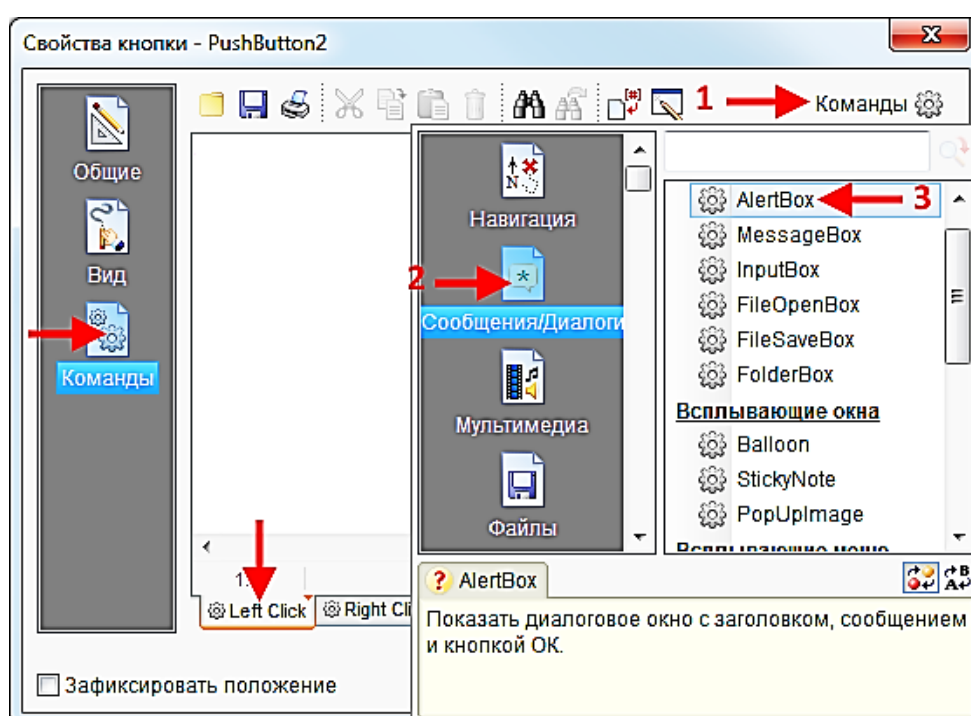 Свойства кнопки - PushButton2
1
Команды
Общие
Вид
Команды
Навигация
2
Сообщения/Диалоги
Мультимедиа
Файлы
AlertBox
3
MessageBox
InputBox
FileOpenBox
FileSaveBox
FolderBox
Всплывающие окна
Balloon
StickyNote
PopUpImage
Left Click
Right Cli
AlertBox
Показать диалоговое окно с заголовком, сообщением
и кнопкой ОК.
Зафиксировать положение